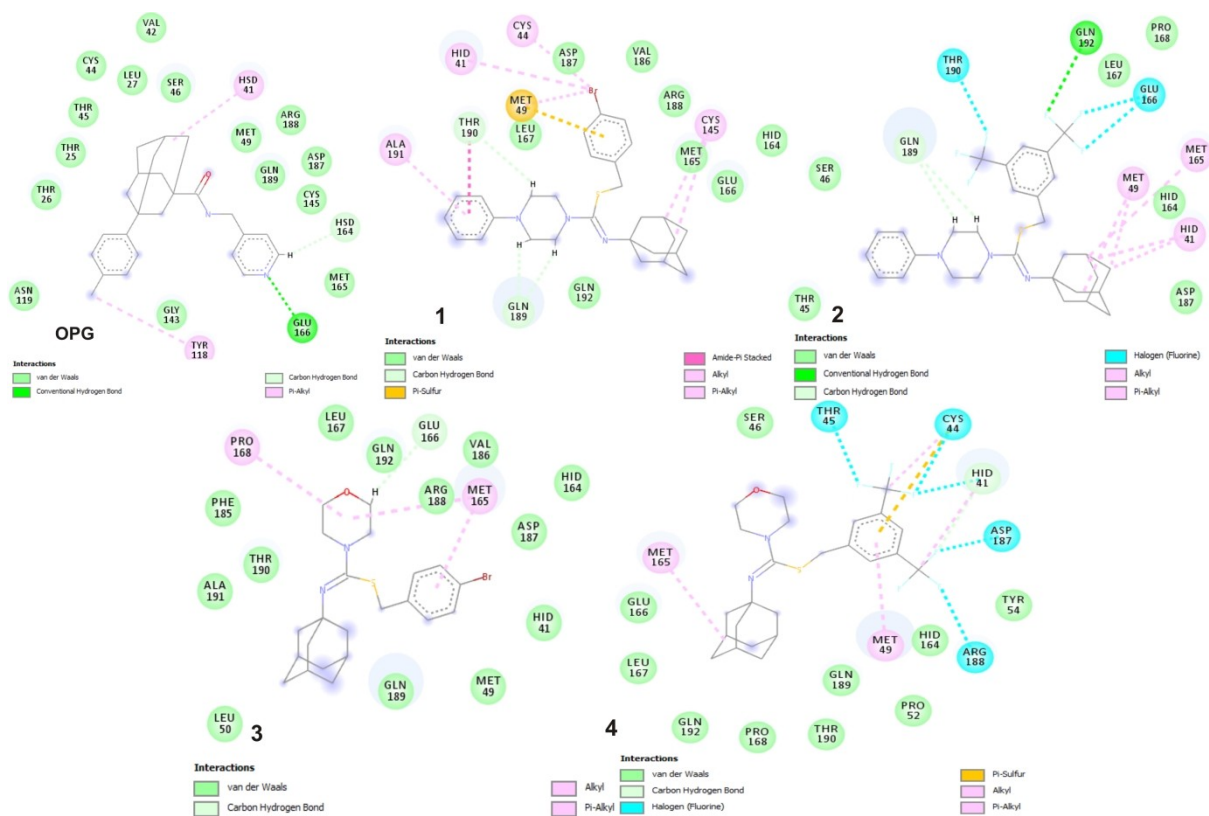 VAL
42
CYS
44
LEU
27
SER
46
HSD
41
THR
45
ARG
188
MET
49
THR
25
ASP
187
GLN
189
THR
26
CYS
145
HSD
164
O
N
N
H
MET
165
ASN
119
GLY
143
GLU
166
OPG
TYR
118
Interactions
van der Waals
Conventional Hydrogen Bond
Carbon Hydrogen Bond
Pi-Alkyl
CYS
44
HID
41
ASP
187
VAL
186
Br
MET
49
ARG
188
THR
190
LEU
167
CYS
145
ALA
191
MET
165
HID
164
GLU
166
H
S
N
N
N
H
H
GLN
189
GLN
192
1
Interactions
van der Waals
Carbon Hydrogen Bond
Pi-Sulfur
Amide-Pi Stacked
Alkyl
Pi-Alkyl
GLN
192
PRO
168
THR
190
LEU
167
GLU
166
GLN
189
MET
165
SER
46
MET
49
HID
164
HID
41
H
H
S
N
N
N
THR
45
ASP
187
2
Interactions
van der Waals
Conventional Hydrogen Bond
Carbon Hydrogen Bond
Halogen (Fluorine)
Alkyl
Pi-Alkyl
LEU
167
GLU
166
PRO
168
GLN
192
VAL
186
ARG
188
MET
165
HID
164
PHE
185
O
H
ASP
187
THR
190
N
ALA
191
N
S
Br
HID
41
GLN
189
MET
49
LEU
50
3
Interactions
van der Waals
Carbon Hydrogen Bond
Alkyl
Pi-Alkyl
SER
46
THR
45
CYS
44
HID
41
O
ASP
187
N
MET
165
N
S
GLU
166
TYR
54
MET
49
HID
164
ARG
188
LEU
167
GLN
189
PRO
52
GLN
192
PRO
168
THR
190
4
Interactions
van der Waals
Carbon Hydrogen Bond
Halogen (Fluorine)
Pi-Sulfur
Alkyl
Pi-Alkyl